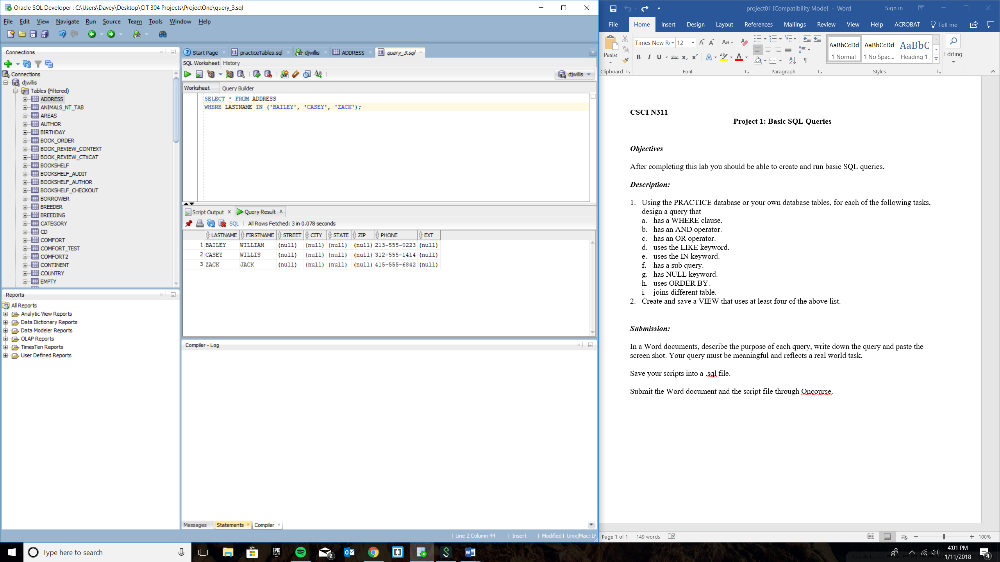 Oracle SQL Developer : C:\Users\Davey\Desktop\CIT 304 Projects\ProjectOne\query_3.sql
File Edit View Navigate Run Source Team Tools Window Help
Connections
Connections
djwillis
Tables (Filtered)
ADDRESS
ANIMALS_NT_TAB
AREAS
AUTHOR
BIRTHDAY
BOOK_ORDER
BOOK_REVIEW_CONTEXT
BOOK_REVIEW_CTXCAT
BOOKSHELF
BOOKSHELF_AUDIT
BOOKSHELF_AUTHOR
BOOKSHELF_CHECKOUT
BORROWER
BREEDER
BREEDING
CATEGORY
CD
COMFORT
COMFORT_TEST
COMFORT2
CONTINENT
COUNTRY
EMPTY
Reports
All Reports
Analytic View Reports
Data Dictionary Reports
Data Modeler Reports
OLAP Reports
TimesTen Reports
User Defined Reports
Start Page practiceTables.sql djwillis ADDRESS query_3.sql
SQL Worksheet History
djwillis
Worksheet Query Builder
SELECT * FROM ADDRESS
WHERE LASTNAME IN ('BAILEY', 'CASEY', 'ZACK');
Script Output Query Result
SQL All Rows Fetched: 3 in 0.078 seconds
LASTNAME FIRSTNAME STREET CITY STATE ZIP PHONE EXT
1 BAILEY WILLIAM (null) (null) (null) (null) 213-555-0223 (null)
2 CASEY WILLIS (null) (null) (null) (null) 312-555-1414 (null)
3 ZACK JACK (null) (null) (null) (null) 415-555-6842 (null)
Compiler - Log
Messages Statements Compiler
Line 2 Column 44 Insert Modified Unix/Mac: LF
project01 [Compatibility Mode] - Word Sign in
File Home Insert Design Layout References Mailings Review View Help ACROBAT Tell me
Paste Times New R 12 Aa AaBbCcDd AaBbCcDd AaBbC Editing
B I U abc X₂ X² A A ¶ Normal ¶ No Spac... Heading 1
Clipboard Font Paragraph Styles
CSCI N311
Project 1: Basic SQL Queries
Objectives
After completing this lab you should be able to create and run basic SQL queries.
Description:
1. Using the PRACTICE database or your own database tables, for each of the following tasks,
design a query that
a. has a WHERE clause.
b. has an AND operator.
c. has an OR operator.
d. uses the LIKE keyword.
e. uses the IN keyword.
f. has a sub query.
g. has NULL keyword.
h. uses ORDER BY.
i. joins different table.
2. Create and save a VIEW that uses at least four of the above list.
Submission:
In a Word documents, describe the purpose of each query, write down the query and paste the
screen shot. Your query must be meaningful and reflects a real world task.
Save your scripts into a .sql file.
Submit the Word document and the script file through Oncourse.
Page 1 of 1 149 words 100%
Type here to search
EPIC GAMES
2
4:01 PM
1/11/2018
4